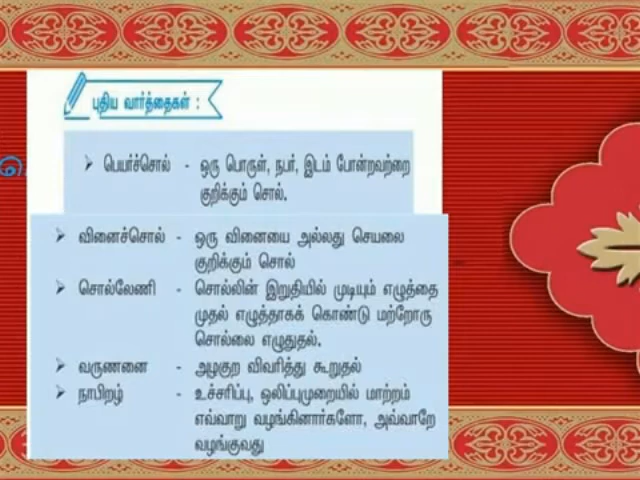 புதிய வார்த்தைகள் :
➤ பெயர்ச்சொல் - ஒரு பொருள், நபர், இடம் போன்றவற்றை
குறிக்கும் சொல்.
➤ வினைச்சொல் - ஒரு வினையை அல்லது செயலை
குறிக்கும் சொல்
➤ சொல்லேணி - சொல்லின் இறுதியில் முடியும் எழுத்தை
முதல் எழுத்தாகக் கொண்டு மற்றோரு
சொல்லை எழுதுதல்.
➤ வருணனை - அழகுற விவரித்து கூறுதல்
➤ நாபிறழ் - உச்சரிப்பு, ஒலிப்புமுறையில் மாற்றம்
எவ்வாறு வழங்கினார்களோ, அவ்வாறே
வழங்குவது